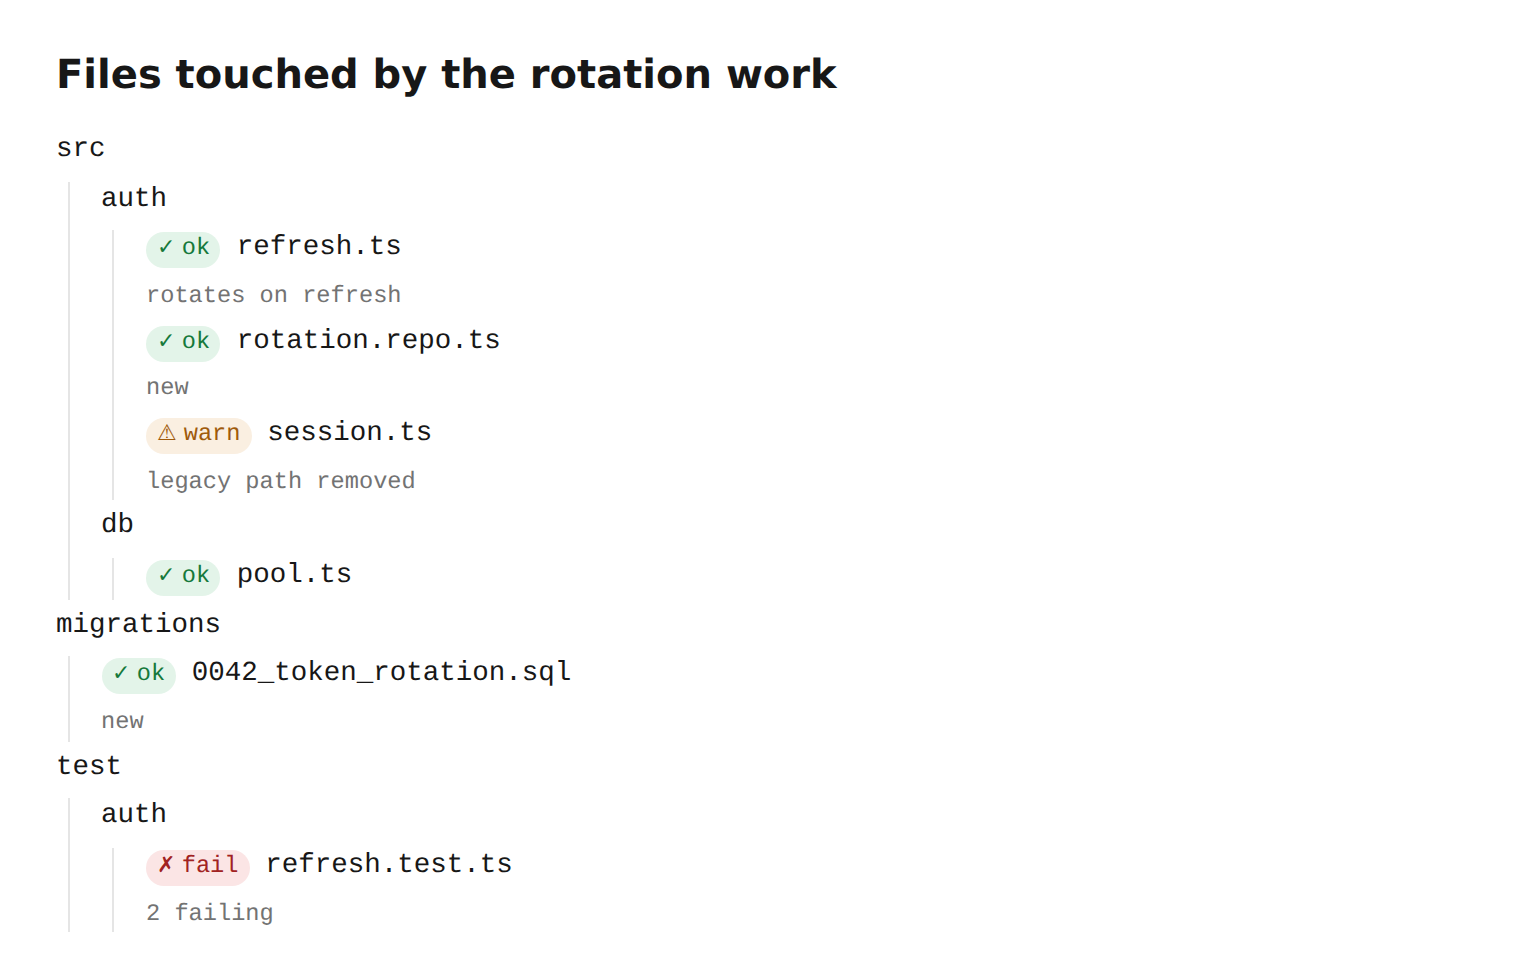 Files touched by the rotation work
src
auth
✓ ok refresh.ts
rotates on refresh
✓ ok rotation.repo.ts
new
⚠ warn session.ts
legacy path removed
db
✓ ok pool.ts
migrations
✓ ok 0042_token_rotation.sql
new
test
auth
✗ fail refresh.test.ts
2 failing